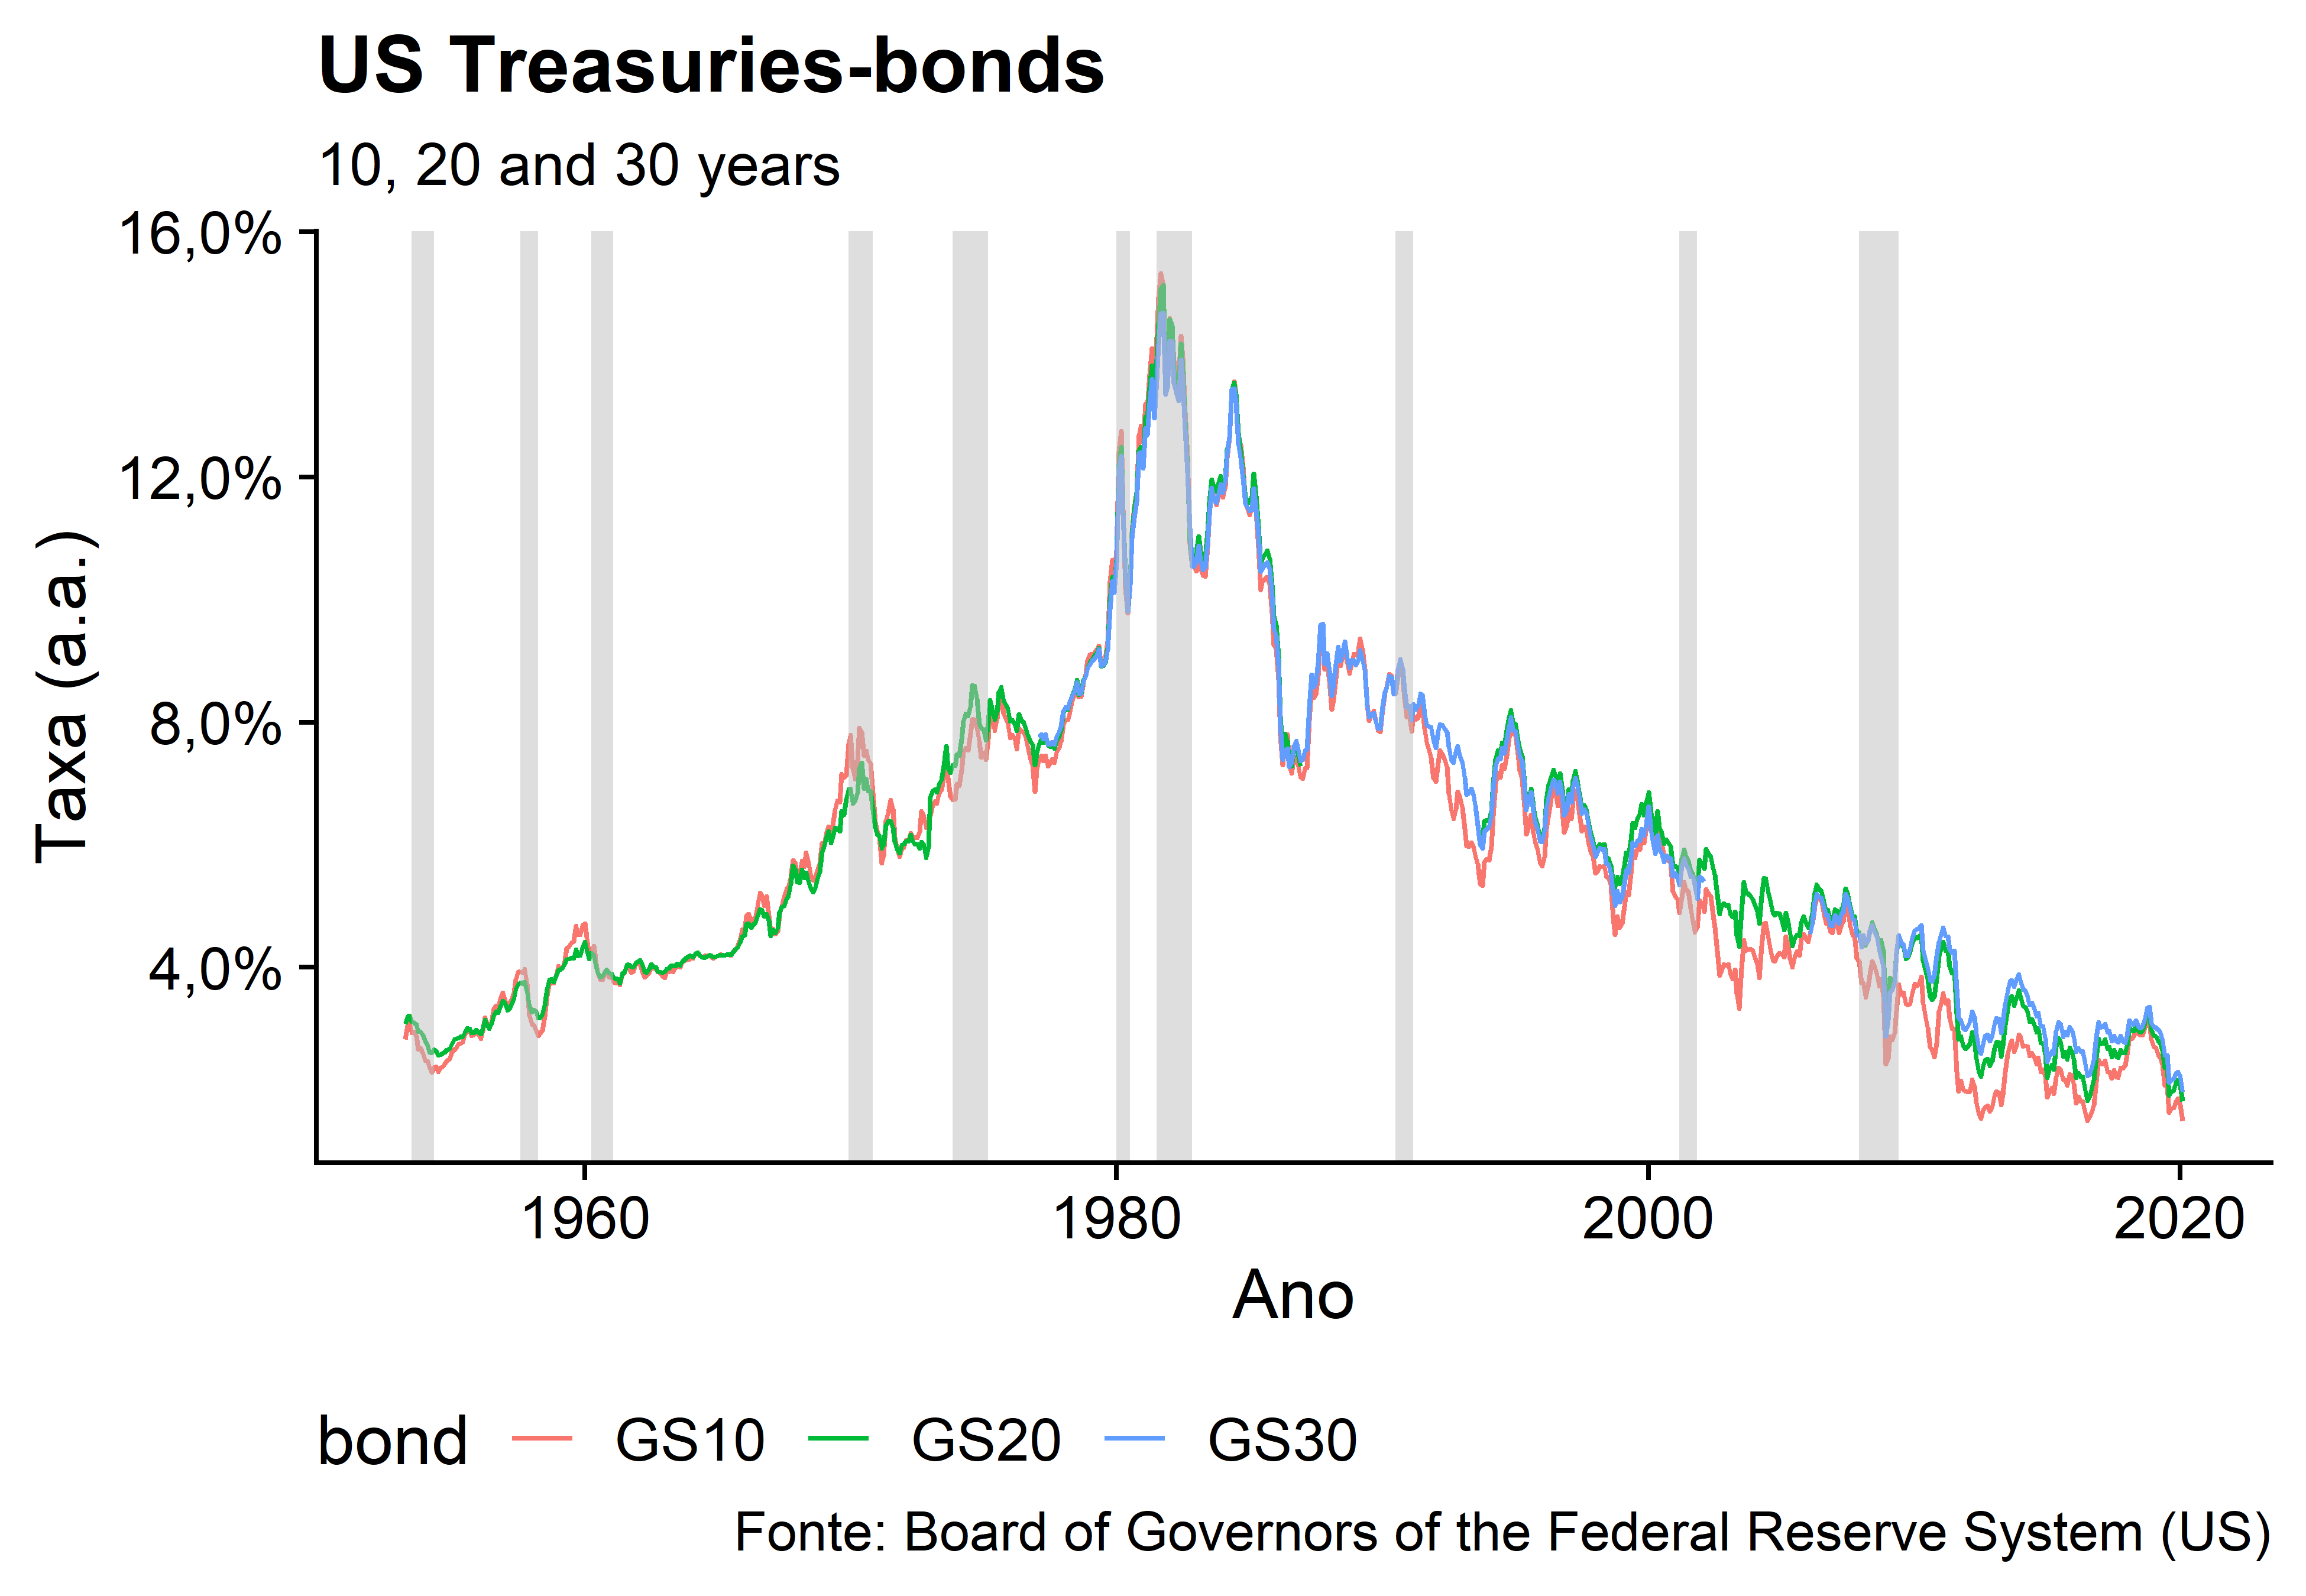 US Treasuries-bonds
10, 20 and 30 years
16,0%
12,0%
8,0%
4,0%
Taxa (a.a.)
1960 1980 2000 2020
Ano
bond GS10 GS20 GS30
Fonte: Board of Governors of the Federal Reserve System (US)